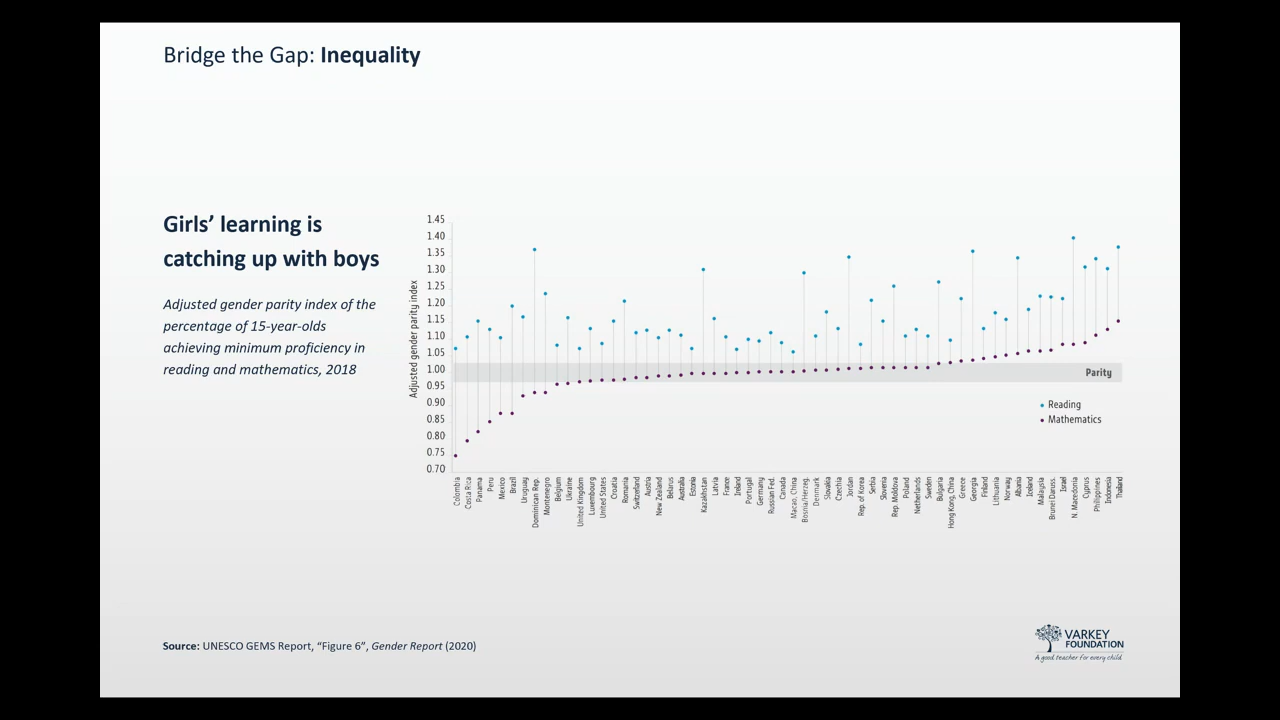 Bridge the Gap: Inequality
Girls’ learning is
catching up with boys
Adjusted gender parity index of the
percentage of 15-year-olds
achieving minimum proficiency in
reading and mathematics, 2018
Adjusted gender parity index
1.45
1.40
1.35
1.30
1.25
1.20
1.15
1.10
1.05
1.00
0.95
0.90
0.85
0.80
0.75
0.70
Parity
Reading
Mathematics
Colombia
Costa Rica
Panama
Peru
Mexico
Brazil
Uruguay
Dominican Rep.
Montenegro
Belgium
Ukraine
United Kingdom
Luxembourg
United States
Croatia
Romania
Switzerland
Austria
New Zealand
Belarus
Australia
Estonia
Kazakhstan
Latvia
France
Ireland
Portugal
Germany
Russian Fed.
Canada
Macao, China
Bosnia/Herzeg.
Denmark
Slovakia
Czechia
Jordan
Rep. of Korea
Serbia
Slovenia
Rep. Moldova
Poland
Netherlands
Sweden
Bulgaria
Hong Kong, China
Greece
Georgia
Finland
Lithuania
Norway
Albania
Iceland
Malaysia
Brunei Daruss.
Israel
N. Macedonia
Cyprus
Philippines
Indonesia
Thailand
Source: UNESCO GEMS Report, “Figure 6”, Gender Report (2020)
VARKEY
FOUNDATION
A good teacher for every child